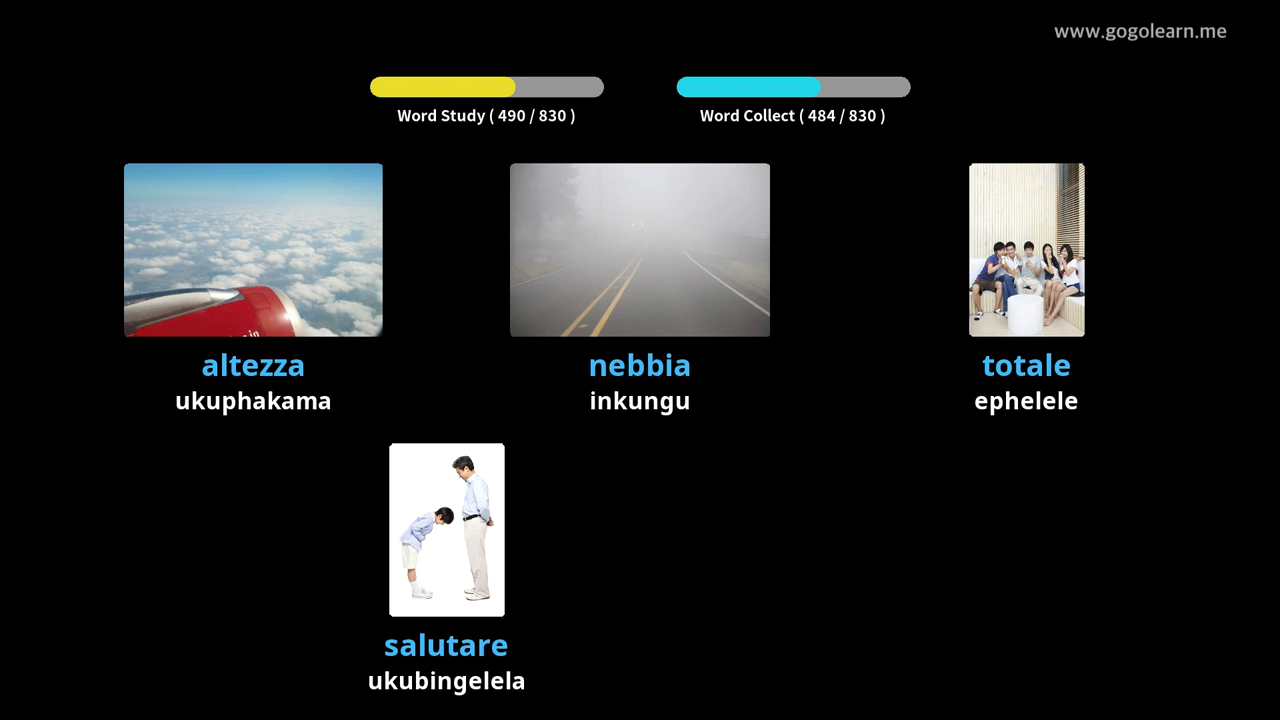 www.gogolearn.me
Word Study ( 490 / 830 )
Word Collect ( 484 / 830 )
altezza
ukuphakama
nebbia
inkungu
totale
ephelele
salutare
ukubingelela